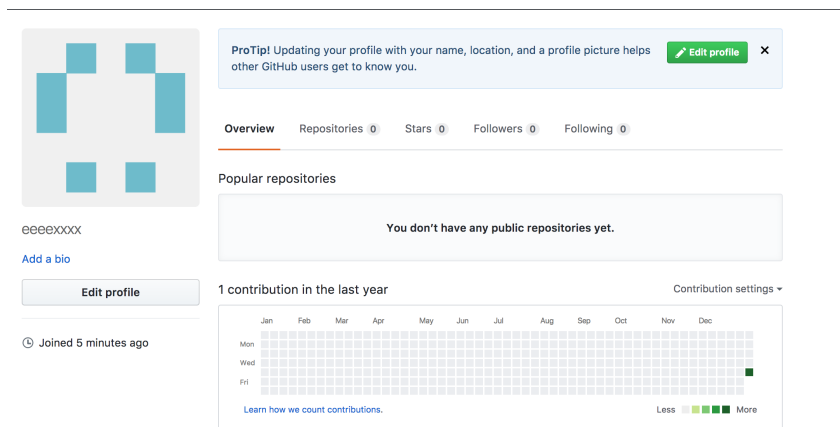 ProTip! Updating your profile with your name, location, and a profile picture helps
other GitHub users get to know you.
Edit profile
Overview Repositories 0 Stars 0 Followers 0 Following 0
Popular repositories
You don't have any public repositories yet.
eeeexxxx
Add a bio
Edit profile
Joined 5 minutes ago
1 contribution in the last year
Contribution settings
Jan Feb Mar Apr May Jun Jul Aug Sep Oct Nov Dec
Mon
Wed
Fri
Learn how we count contributions.
Less More